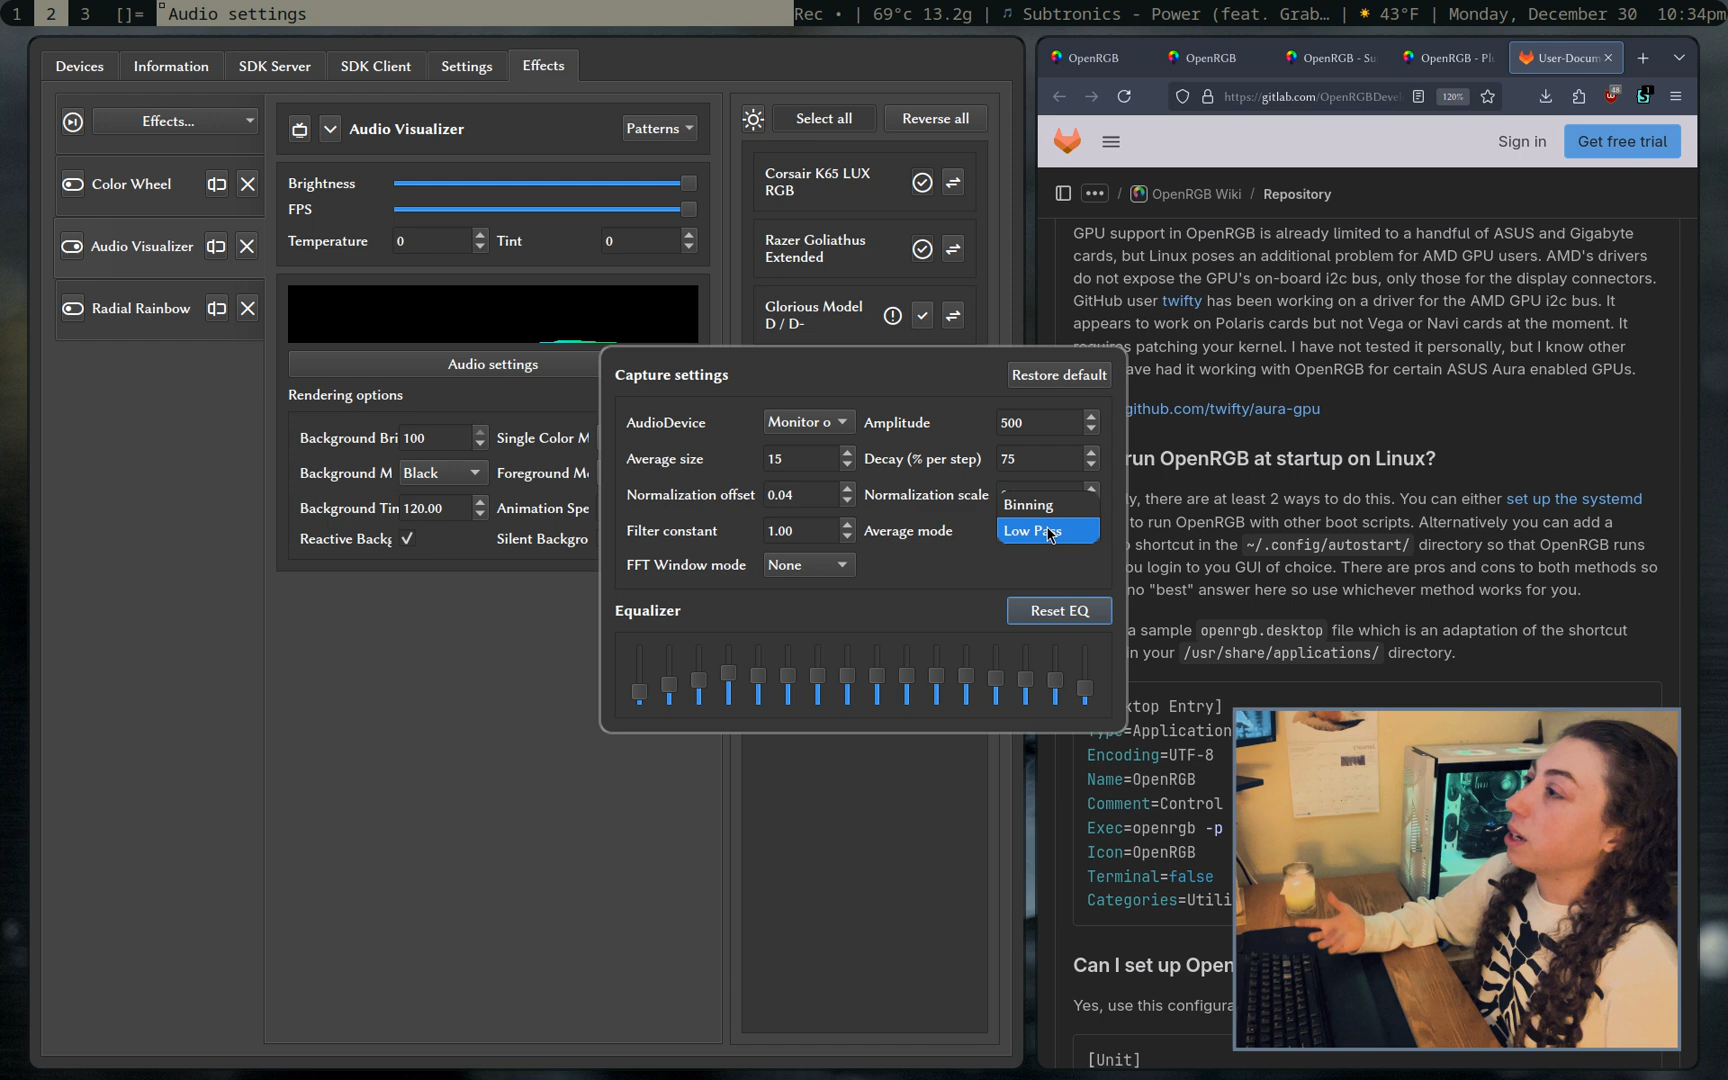 1 2 3 []= Audio settings
Rec • | 69°c 13.2g | Subtronics - Power (feat. Grab… | 43°F | Monday, December 30 10:34pm
Devices Information SDK Server SDK Client Settings Effects
Effects...
Color Wheel
Audio Visualizer
Radial Rainbow
Audio Visualizer Patterns
Brightness
FPS
Temperature 0 Tint 0
Audio settings
Rendering options
Background Bri 100 Single Color M
Background M Black Foreground M
Background Tin 120.00 Animation Spe
Reactive Backg Silent Backgro
Select all Reverse all
Corsair K65 LUX
RGB
Razer Goliathus
Extended
Glorious Model
D / D-
Capture settings Restore default
AudioDevice Monitor o Amplitude 500
Average size 15 Decay (% per step) 75
Normalization offset 0.04 Normalization scale
Binning
Filter constant 1.00 Average mode Low Pass
FFT Window mode None
Equalizer Reset EQ
OpenRGB OpenRGB OpenRGB - Su OpenRGB - Pl User-Docum
https://gitlab.com/OpenRGBDeve 120% 48 1
Sign in Get free trial
OpenRGB Wiki / Repository
GPU support in OpenRGB is already limited to a handful of ASUS and Gigabyte
cards, but Linux poses an additional problem for AMD GPU users. AMD's drivers
do not expose the GPU's on-board i2c bus, only those for the display connectors.
GitHub user twifty has been working on a driver for the AMD GPU i2c bus. It
appears to work on Polaris cards but not Vega or Navi cards at the moment. It
requires patching your kernel. I have not tested it personally, but I know other
ave had it working with OpenRGB for certain ASUS Aura enabled GPUs.
github.com/twifty/aura-gpu
run OpenRGB at startup on Linux?
y, there are at least 2 ways to do this. You can either set up the systemd
to run OpenRGB with other boot scripts. Alternatively you can add a
shortcut in the ~/.config/autostart/ directory so that OpenRGB runs
ou login to you GUI of choice. There are pros and cons to both methods so
no "best" answer here so use whichever method works for you.
a sample openrgb.desktop file which is an adaptation of the shortcut
n your /usr/share/applications/ directory.
ktop Entry]
Type=Application
Encoding=UTF-8
Name=OpenRGB
Comment=Control
Exec=openrgb -p
Icon=OpenRGB
Terminal=false
Categories=Utili
Can I set up Open
Yes, use this configura
[Unit]